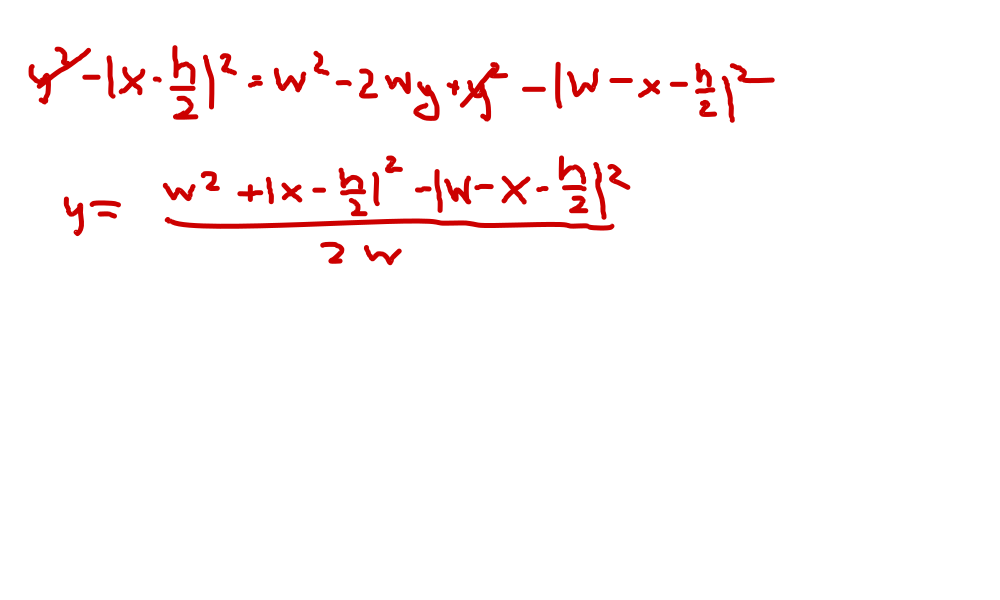 y² - |x - h/2|² = w² - 2wy + y² - |w - x - h/2|²
y = (w² + |x - h/2|² - |w - x - h/2|²) / 2w